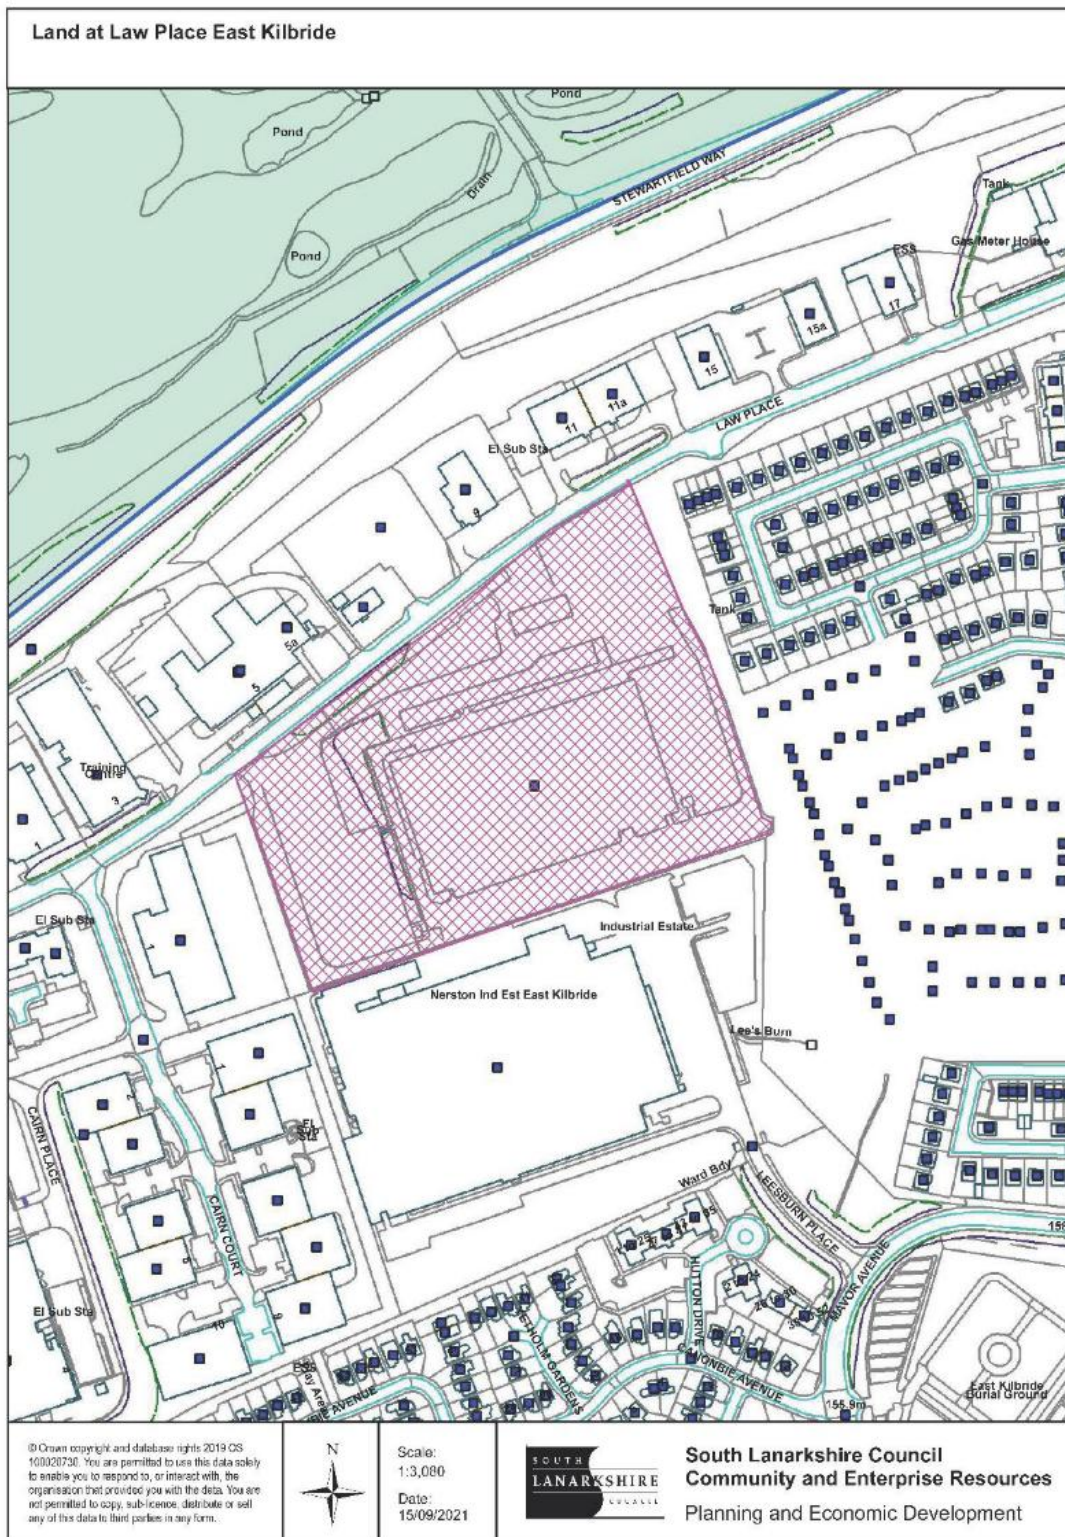 Land at Law Place East Kilbride
Pond
Pond
Drain
Pond
STEWARTFIELD WAY
Tank
Gas Meter House
ESS
17
15a
15
11a
11
LAW PLACE
El Sub Sta
9
5a
5
Tank
Training
Centre
3
1
El Sub Sta
1
Industrial Estate
Nerston Ind Est East Kilbride
Lee's Burn
1
2
El
Sub
Sta
CAIRN PLACE
CAIRN COURT
Ward Bdy
LEESBURN PLACE
MAVOR AVENUE
HUTTON DRIVE
El Sub Sta
10
9
ESS
CANONBIE AVENUE
East Kilbride
Burial Ground
155.9m
© Crown copyright and database rights 2019 OS
100020730. You are permitted to use this data solely
to enable you to respond to, or interact with, the
organisation that provided you with the data. You are
not permitted to copy, sub-licence, distribute or sell
any of this data to third parties in any form.
N
Scale:
1:3,080
Date:
15/09/2021
SOUTH
LANARKSHIRE
COUNCIL
South Lanarkshire Council
Community and Enterprise Resources
Planning and Economic Development